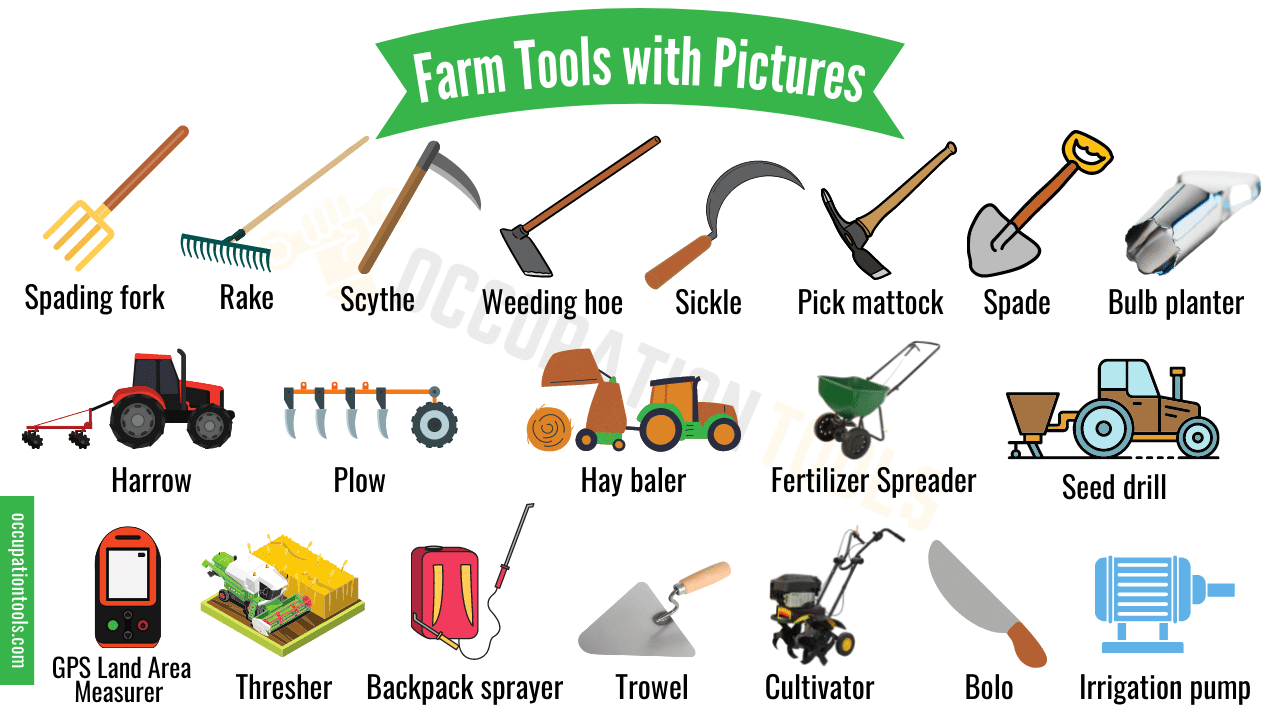 Farm Tools with Pictures
Spading fork
Rake
Scythe
Weeding hoe
Sickle
Pick mattock
Spade
Bulb planter
OCCUPATION TOOLS
Harrow
Plow
Hay baler
Fertilizer Spreader
Seed drill
occupationtools.com
GPS Land Area
Measurer
Thresher
Backpack sprayer
Trowel
Cultivator
Bolo
Irrigation pump